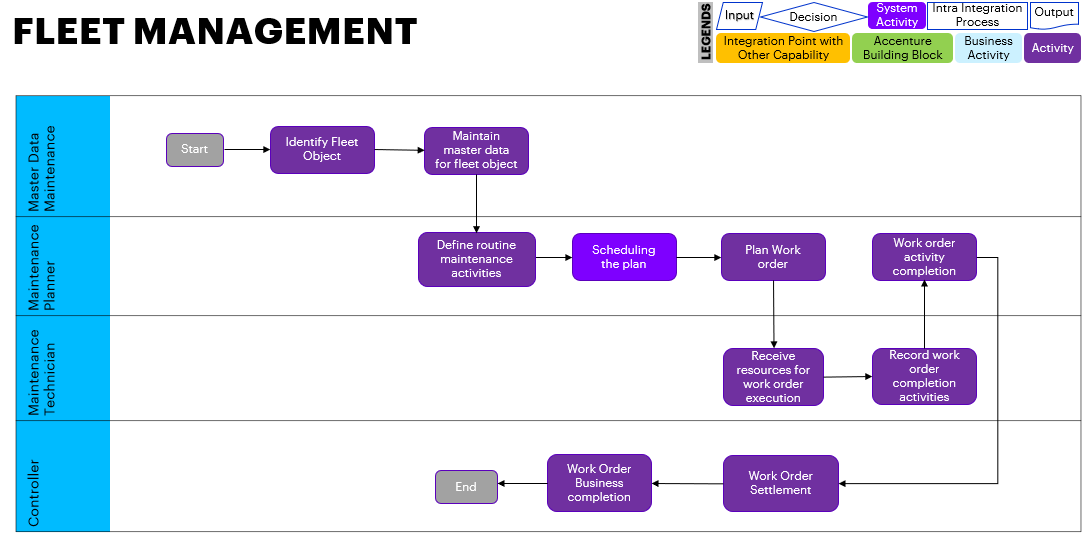 FLEET MANAGEMENT
LEGENDS
Input
Decision
System
Activity
Intra Integration
Process
Output
Integration Point with
Other Capability
Accenture
Building Block
Business
Activity
Activity
Master Data
Maintenance
Start
Identify Fleet
Object
Maintain
master data
for fleet object
Maintenance
Planner
Define routine
maintenance
activities
Scheduling
the plan
Plan Work
order
Work order
activity
completion
Maintenance
Technician
Receive
resources for
work order
execution
Record work
order
completion
activities
Controller
End
Work Order
Business
completion
Work Order
Settlement